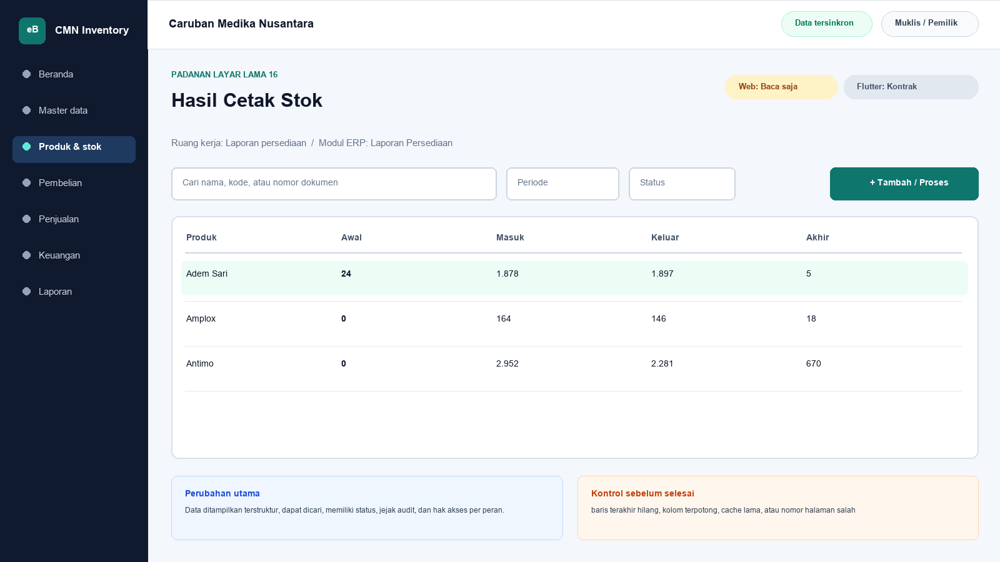 eB
CMN Inventory
Beranda
Master data
Produk & stok
Pembelian
Penjualan
Keuangan
Laporan
Caruban Medika Nusantara
Data tersinkron
Muklis / Pemilik
PADANAN LAYAR LAMA 16
Hasil Cetak Stok
Web: Baca saja
Flutter: Kontrak
Ruang kerja: Laporan persediaan / Modul ERP: Laporan Persediaan
Cari nama, kode, atau nomor dokumen
Periode
Status
+ Tambah / Proses
Produk Awal Masuk Keluar Akhir
Adem Sari 24 1.878 1.897 5
Amplox 0 164 146 18
Antimo 0 2.952 2.281 670
Perubahan utama
Data ditampilkan terstruktur, dapat dicari, memiliki status, jejak audit, dan hak akses per peran.
Kontrol sebelum selesai
baris terakhir hilang, kolom terpotong, cache lama, atau nomor halaman salah